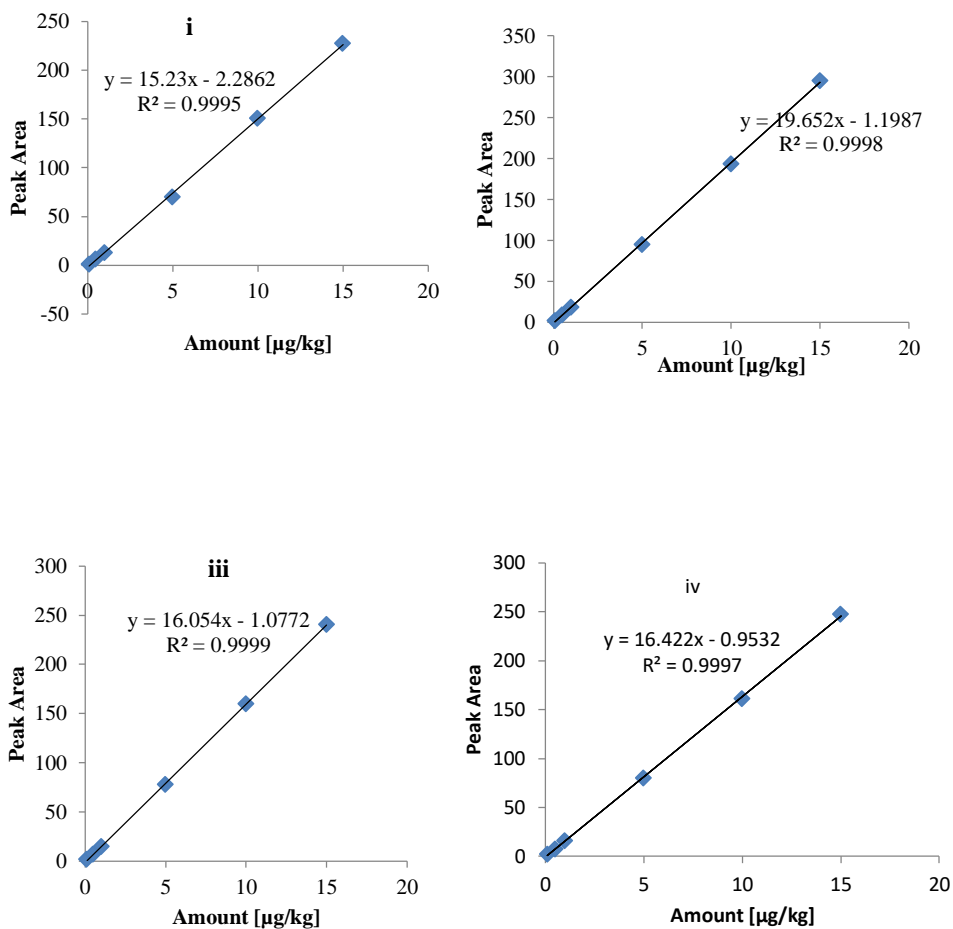 i
y = 15.23x - 2.2862
R² = 0.9995
Peak Area
250
200
150
100
50
0
-50
0
5
10
15
20
Amount [µg/kg]
y = 19.652x - 1.1987
R² = 0.9998
Peak Area
350
300
250
200
150
100
50
0
0
5
10
15
20
Amount [µg/kg]
iii
y = 16.054x - 1.0772
R² = 0.9999
Peak Area
300
250
200
150
100
50
0
0
5
10
15
20
Amount [µg/kg]
iv
y = 16.422x - 0.9532
R² = 0.9997
Peak Area
300
250
200
150
100
50
0
0
5
10
15
20
Amount [µg/kg]